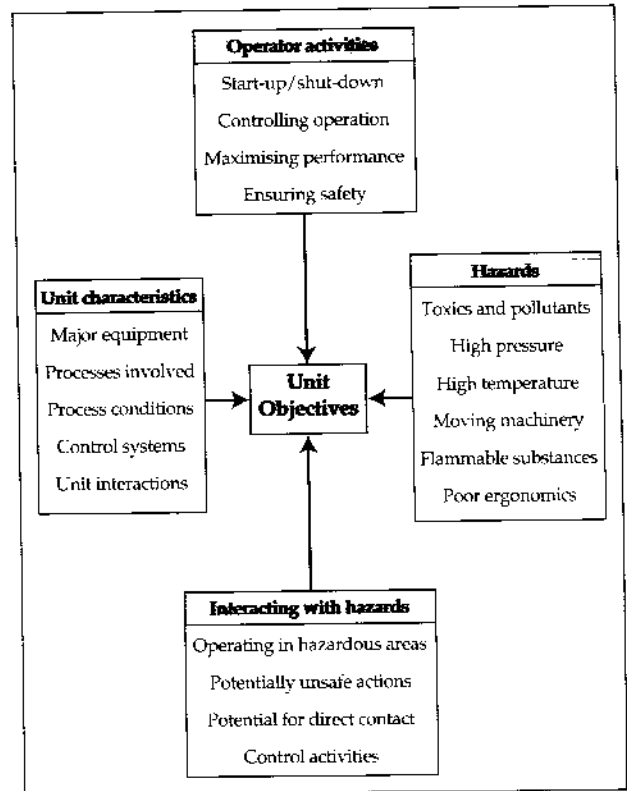 Operator activities
Start-up/shut-down
Controlling operation
Maximising performance
Ensuring safety
Unit characteristics
Major equipment
Processes involved
Process conditions
Control systems
Unit interactions
Unit
Objectives
Hazards
Toxics and pollutants
High pressure
High temperature
Moving machinery
Flammable substances
Poor ergonomics
Interacting with hazards
Operating in hazardous areas
Potentially unsafe actions
Potential for direct contact
Control activities